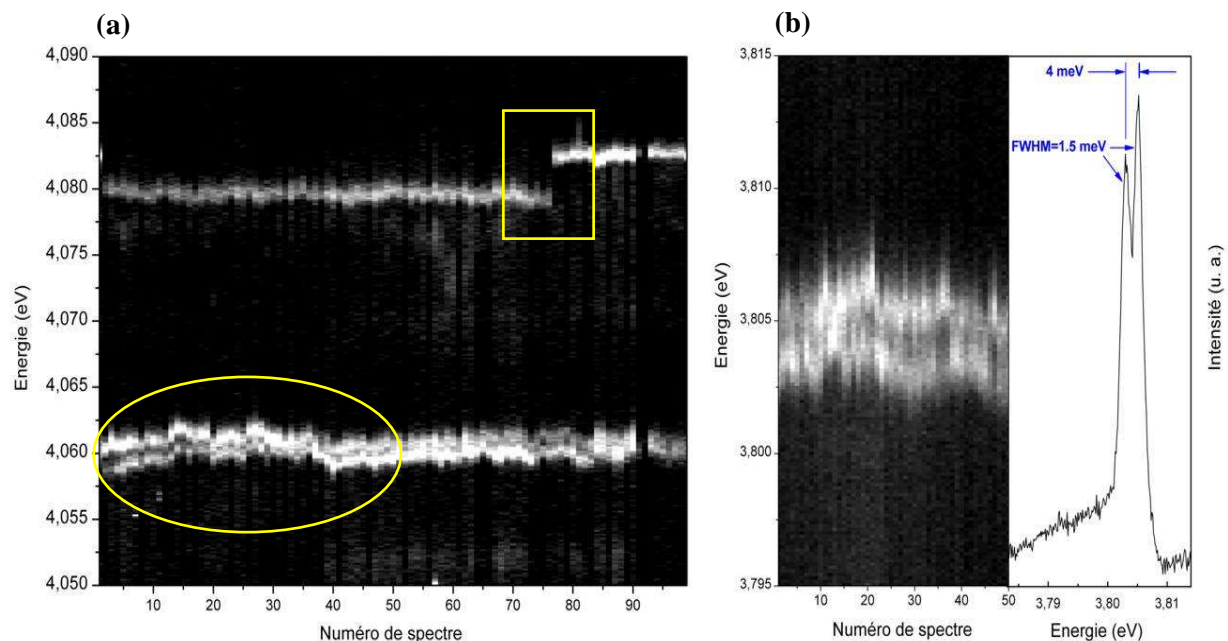 (a)
4,090
4,085
4,080
4,075
4,070
4,065
4,060
4,055
4,050
Energie (eV)
10 20 30 40 50 60 70 80 90
Numéro de spectre
(b)
3,815
3,810
3,805
3,800
3,795
Energie (eV)
10 20 30 40 50
Numéro de spectre
4 meV
FWHM=1.5 meV
3,79 3,80 3,81
Energie (eV)
Intensité (u. a.)